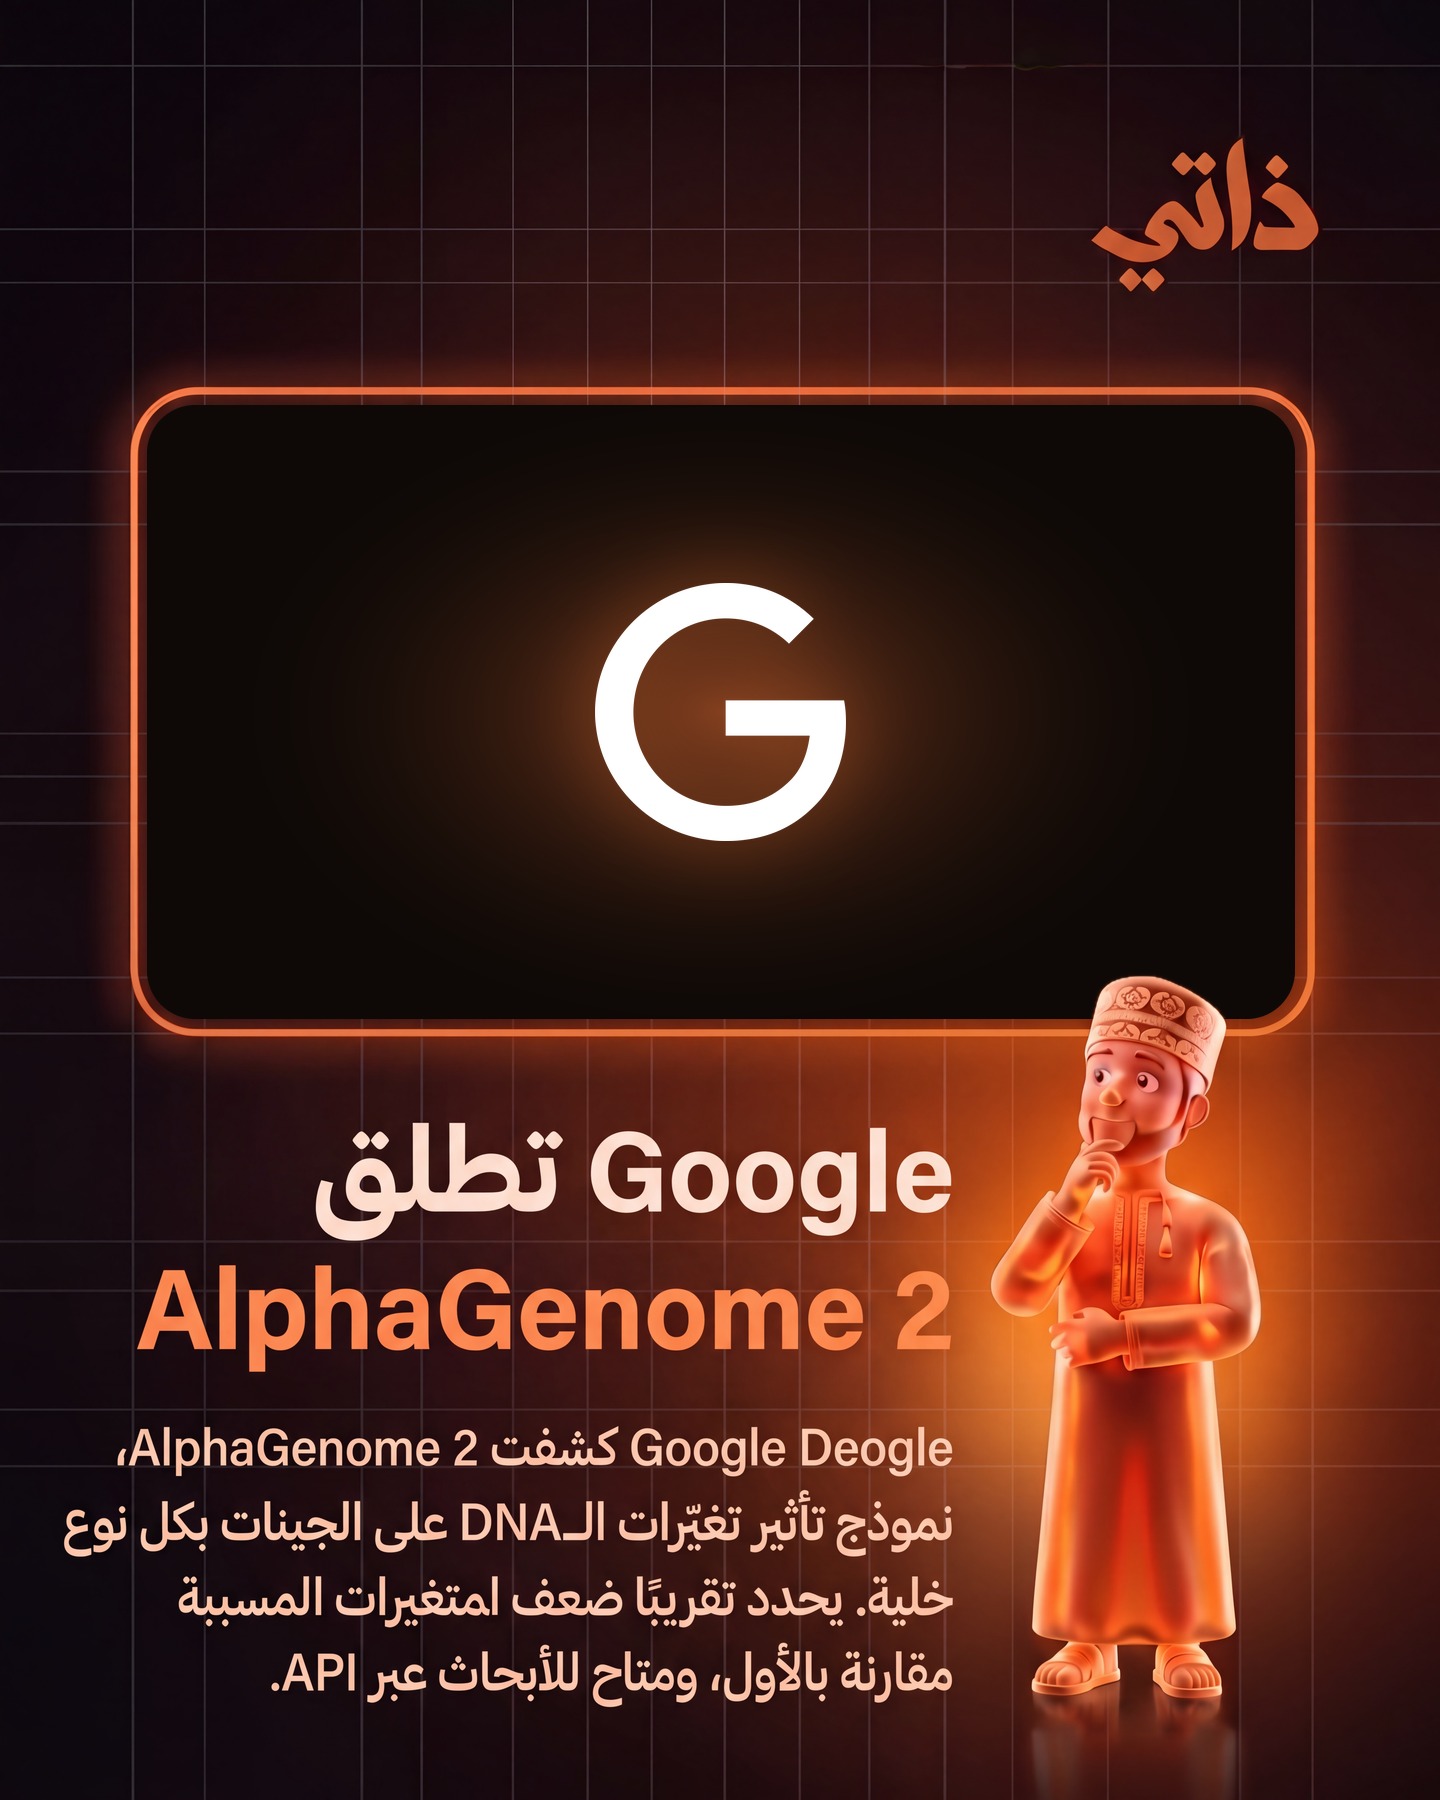 ذاتي
G
Google تطلق
AlphaGenome 2
Google Deogle كشفت AlphaGenome 2،
نموذج تأثير تغيّرات الـDNA على الجينات بكل نوع
خلية. يحدد تقريبًا ضعف امتغيرات المسببة
مقارنة بالأول، ومتاح للأبحاث عبر API.